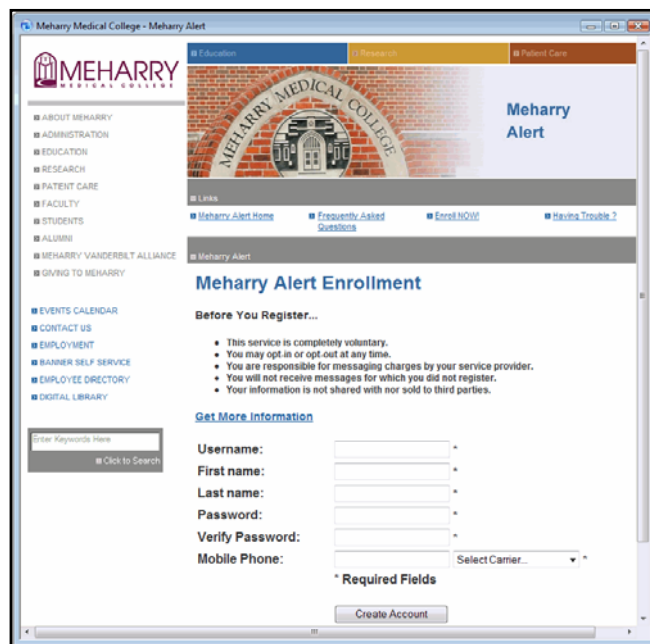 Meharry Medical College - Meharry Alert
MEHARRY
MEDICAL COLLEGE
ABOUT MEHARRY
ADMINISTRATION
EDUCATION
RESEARCH
PATIENT CARE
FACULTY
STUDENTS
ALUMNI
MEHARRY VANDERBILT ALLIANCE
GIVING TO MEHARRY
EVENTS CALENDAR
CONTACT US
EMPLOYMENT
BANNER SELF SERVICE
EMPLOYEE DIRECTORY
DIGITAL LIBRARY
Enter Keywords Here
Click to Search
Education
Research
Patient Care
MEHARRY MEDICAL COLLEGE
Meharry
Alert
Links
Meharry Alert Home
Frequently Asked
Questions
Enroll NOW!
Having Trouble ?
Meharry Alert
Meharry Alert Enrollment
Before You Register...
This service is completely voluntary.
You may opt-in or opt-out at any time.
You are responsible for messaging charges by your service provider.
You will not receive messages for which you did not register.
Your information is not shared with nor sold to third parties.
Get More Information
Username: *
First name: *
Last name: *
Password: *
Verify Password: *
Mobile Phone: Select Carrier... *
* Required Fields
Create Account